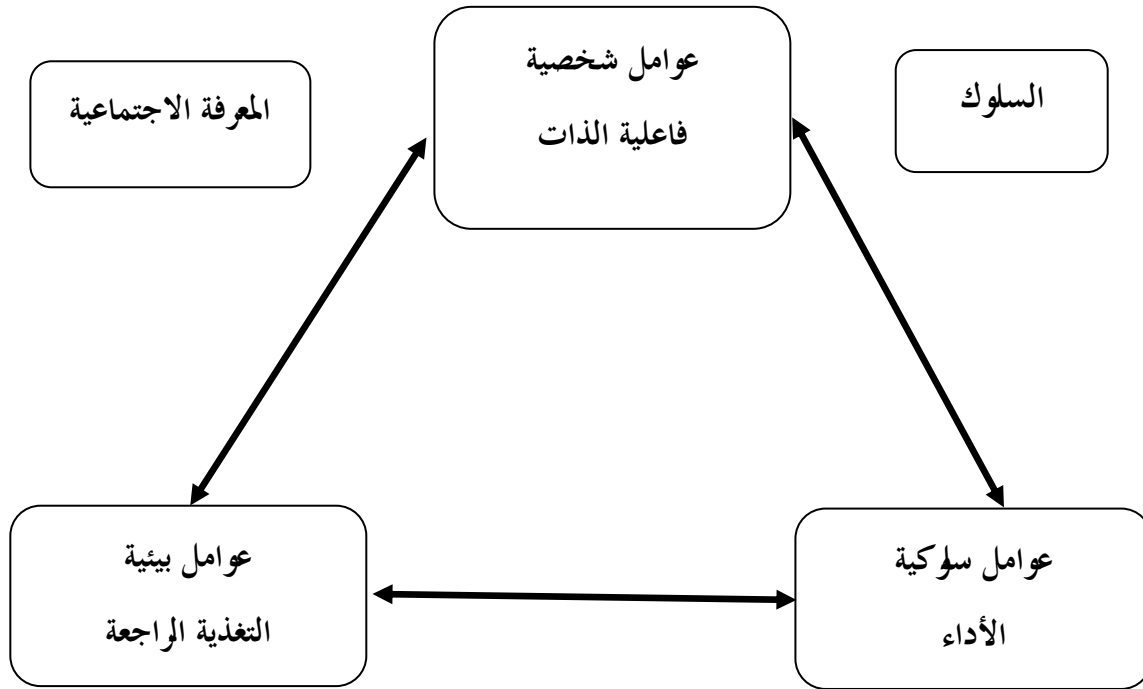 عوامل شخصية
فاعلية الذات
السلوك
المعرفة الاجتماعية
عوامل سلوكية
الأداء
عوامل بيئية
التغذية الراجعة